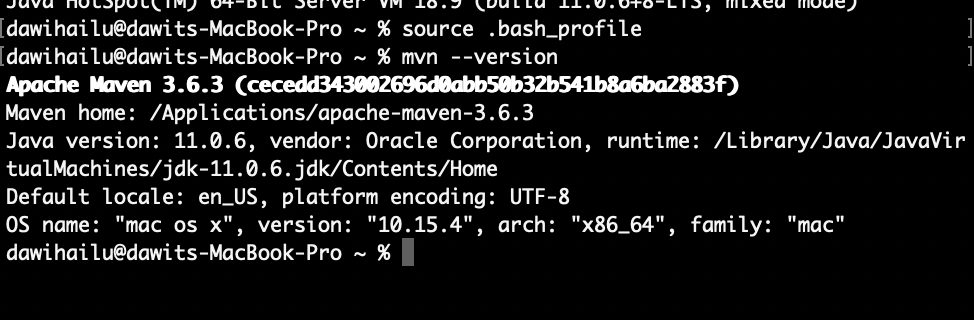 Java HotSpot(TM) 64-Bit Server VM 18.9 (build 11.0.6+8-LTS, mixed mode)
[dawihailu@dawits-MacBook-Pro ~ % source .bash_profile ]
[dawihailu@dawits-MacBook-Pro ~ % mvn --version ]
Apache Maven 3.6.3 (cecedd343002696d0abb50b32b541b8a6ba2883f)
Maven home: /Applications/apache-maven-3.6.3
Java version: 11.0.6, vendor: Oracle Corporation, runtime: /Library/Java/JavaVir
tualMachines/jdk-11.0.6.jdk/Contents/Home
Default locale: en_US, platform encoding: UTF-8
OS name: "mac os x", version: "10.15.4", arch: "x86_64", family: "mac"
dawihailu@dawits-MacBook-Pro ~ %